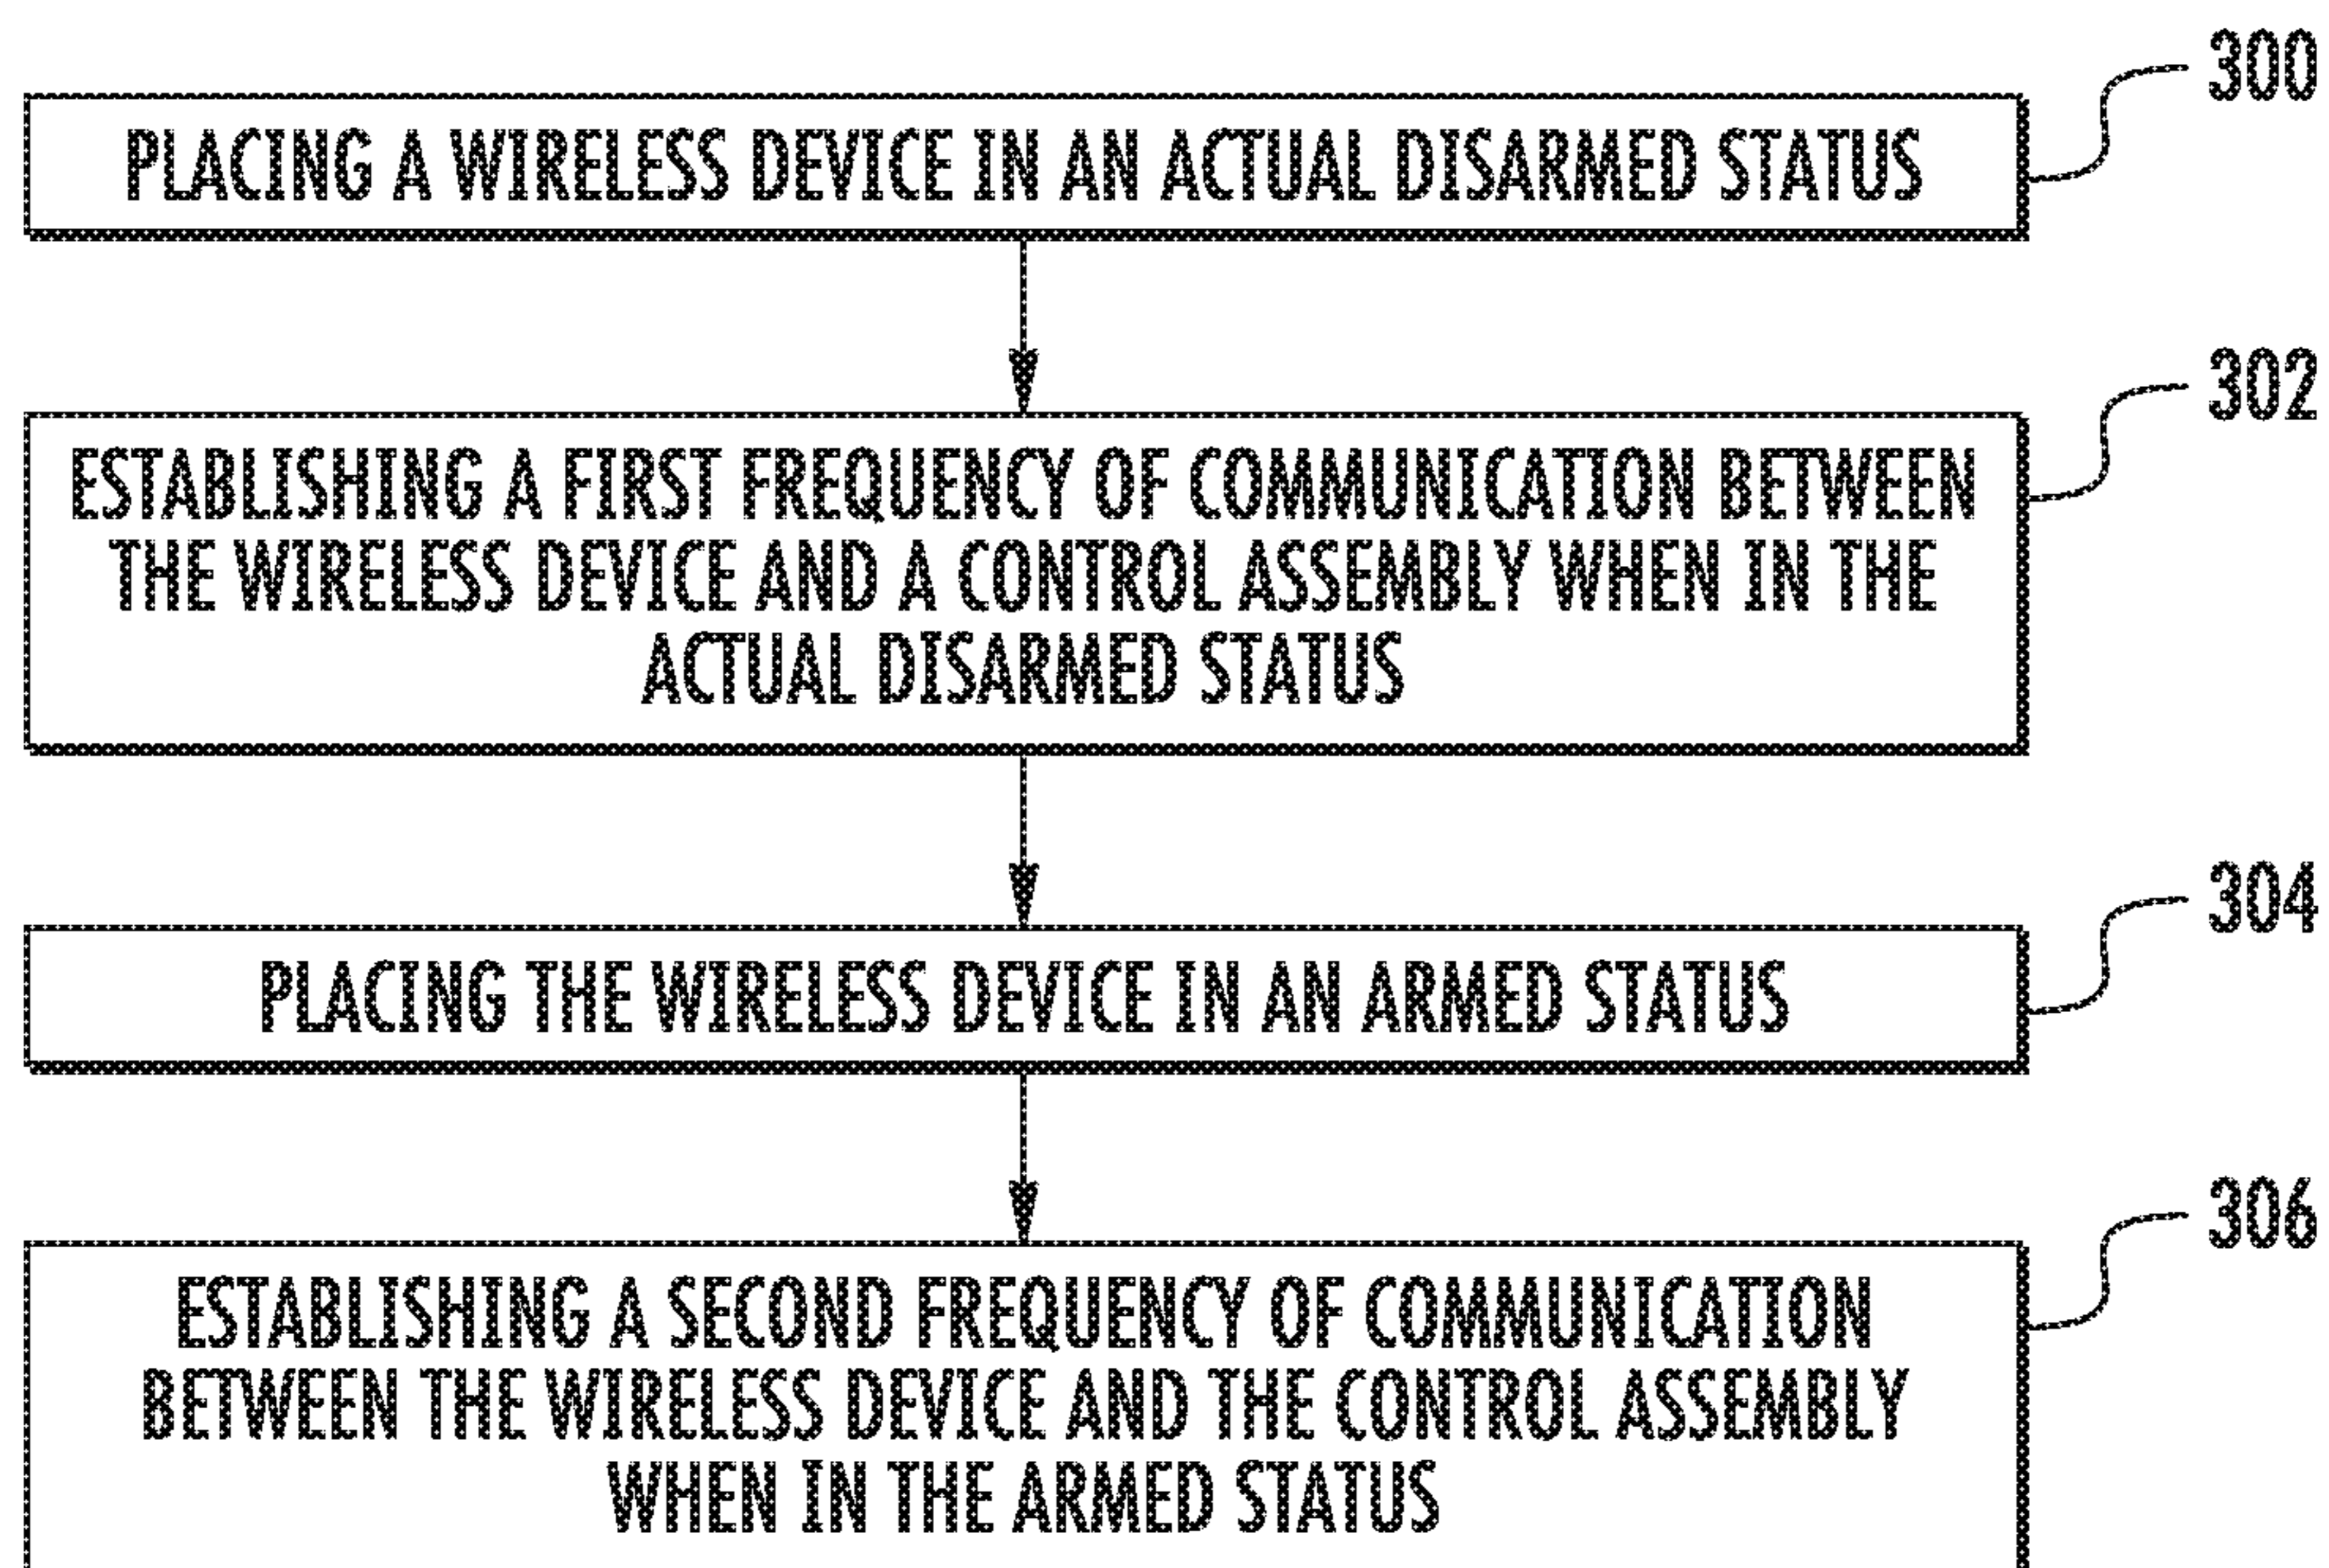 300
PLACING A WIRELESS DEVICE IN AN ACTUAL DISARMED STATUS
302
ESTABLISHING A FIRST FREQUENCY OF COMMUNICATION BETWEEN
THE WIRELESS DEVICE AND A CONTROL ASSEMBLY WHEN IN THE
ACTUAL DISARMED STATUS
304
PLACING THE WIRELESS DEVICE IN AN ARMED STATUS
306
ESTABLISHING A SECOND FREQUENCY OF COMMUNICATION
BETWEEN THE WIRELESS DEVICE AND THE CONTROL ASSEMBLY
WHEN IN THE ARMED STATUS